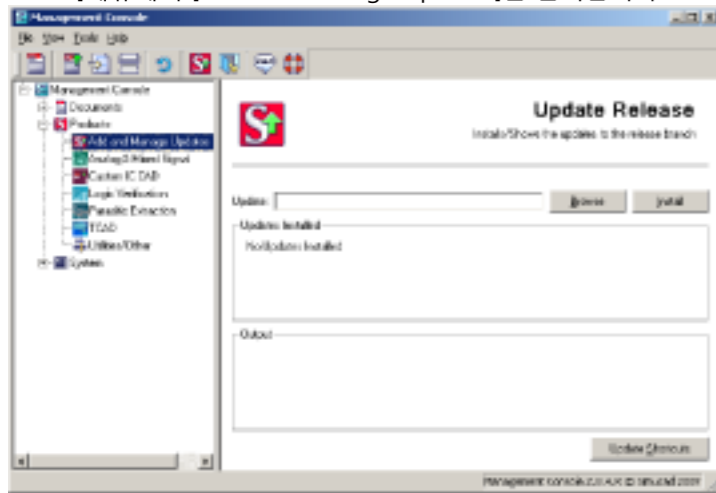 Management Console
File View Tools Help
Management Console
Documents
Products
Add and Manage Updates
Analog & Mixed Signal
Custom IC CAD
Logic Verification
Parasitic Extraction
TCAD
Utilities/Other
System
Update Release
Installs/Shows the updates to the release branch
Update:
Browse
Install
Updates Installed
No Updates Installed
Output
Update Shortcuts
Management Console